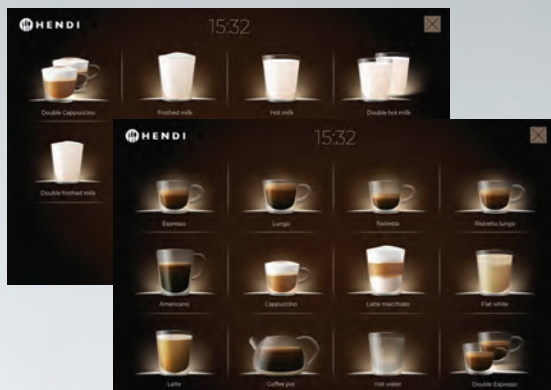 HENDI
15:32
Double Cappuccino
Frothed milk
Hot milk
Double hot milk
Double frothed milk
HENDI
15:32
Espresso
Lungo
Ristretto
Ristretto lungo
Americano
Cappuccino
Latte macchiato
Flat white
Latte
Coffee pot
Hot water
Double Espresso